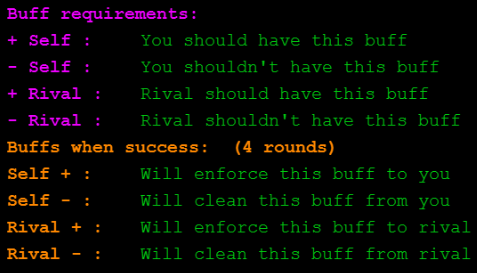 Buff requirements:
+ Self : You should have this buff
- Self : You shouldn't have this buff
+ Rival : Rival should have this buff
- Rival : Rival shouldn't have this buff
Buffs when success: (4 rounds)
Self + : Will enforce this buff to you
Self - : Will clean this buff from you
Rival + : Will enforce this buff to rival
Rival - : Will clean this buff from rival